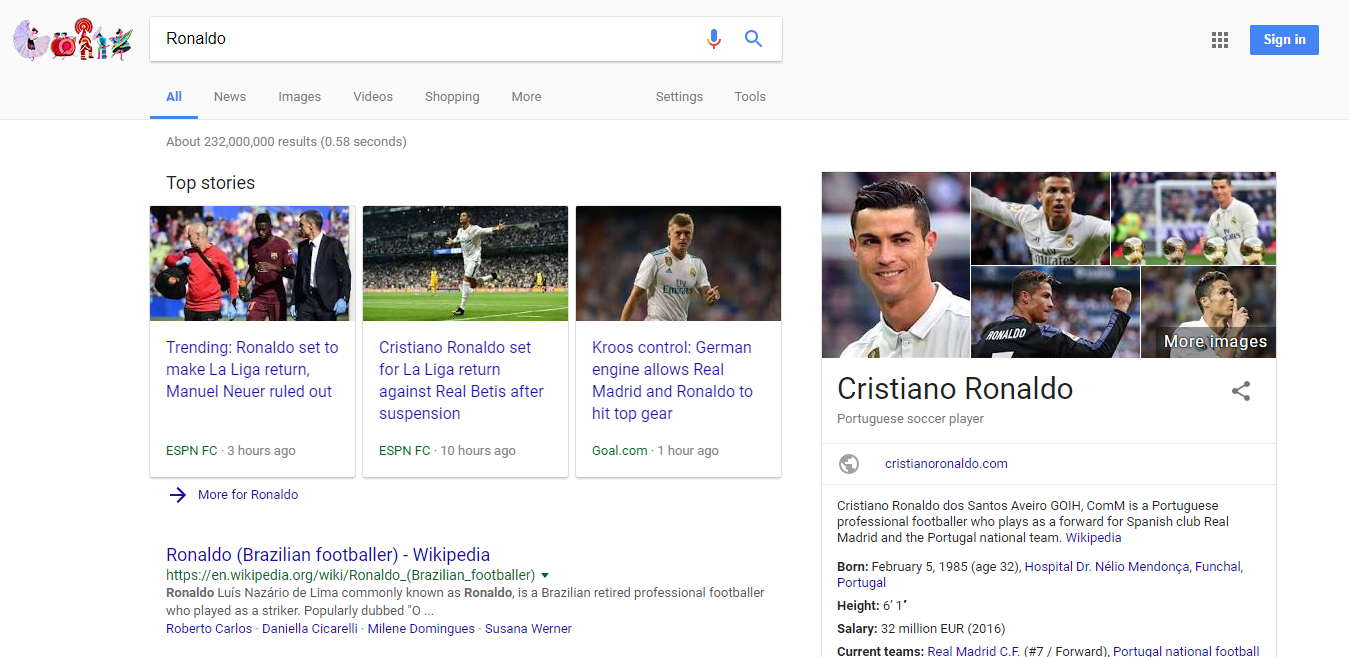 Ronaldo
Sign in
All News Images Videos Shopping More Settings Tools
About 232,000,000 results (0.58 seconds)
Top stories
Trending: Ronaldo set to
make La Liga return,
Manuel Neuer ruled out
ESPN FC · 3 hours ago
Cristiano Ronaldo set
for La Liga return
against Real Betis after
suspension
ESPN FC · 10 hours ago
Kroos control: German
engine allows Real
Madrid and Ronaldo to
hit top gear
Goal.com · 1 hour ago
More for Ronaldo
Ronaldo (Brazilian footballer) - Wikipedia
https://en.wikipedia.org/wiki/Ronaldo_(Brazilian_footballer)
Ronaldo Luís Nazário de Lima commonly known as Ronaldo, is a Brazilian retired professional footballer
who played as a striker. Popularly dubbed "O ...
Roberto Carlos · Daniella Cicarelli · Milene Domingues · Susana Werner
RONALDO
More images
Cristiano Ronaldo
Portuguese soccer player
cristianoronaldo.com
Cristiano Ronaldo dos Santos Aveiro GOIH, ComM is a Portuguese
professional footballer who plays as a forward for Spanish club Real
Madrid and the Portugal national team. Wikipedia
Born: February 5, 1985 (age 32), Hospital Dr. Nélio Mendonça, Funchal,
Portugal
Height: 6′ 1″
Salary: 32 million EUR (2016)
Current teams: Real Madrid C.F. (#7 / Forward), Portugal national football